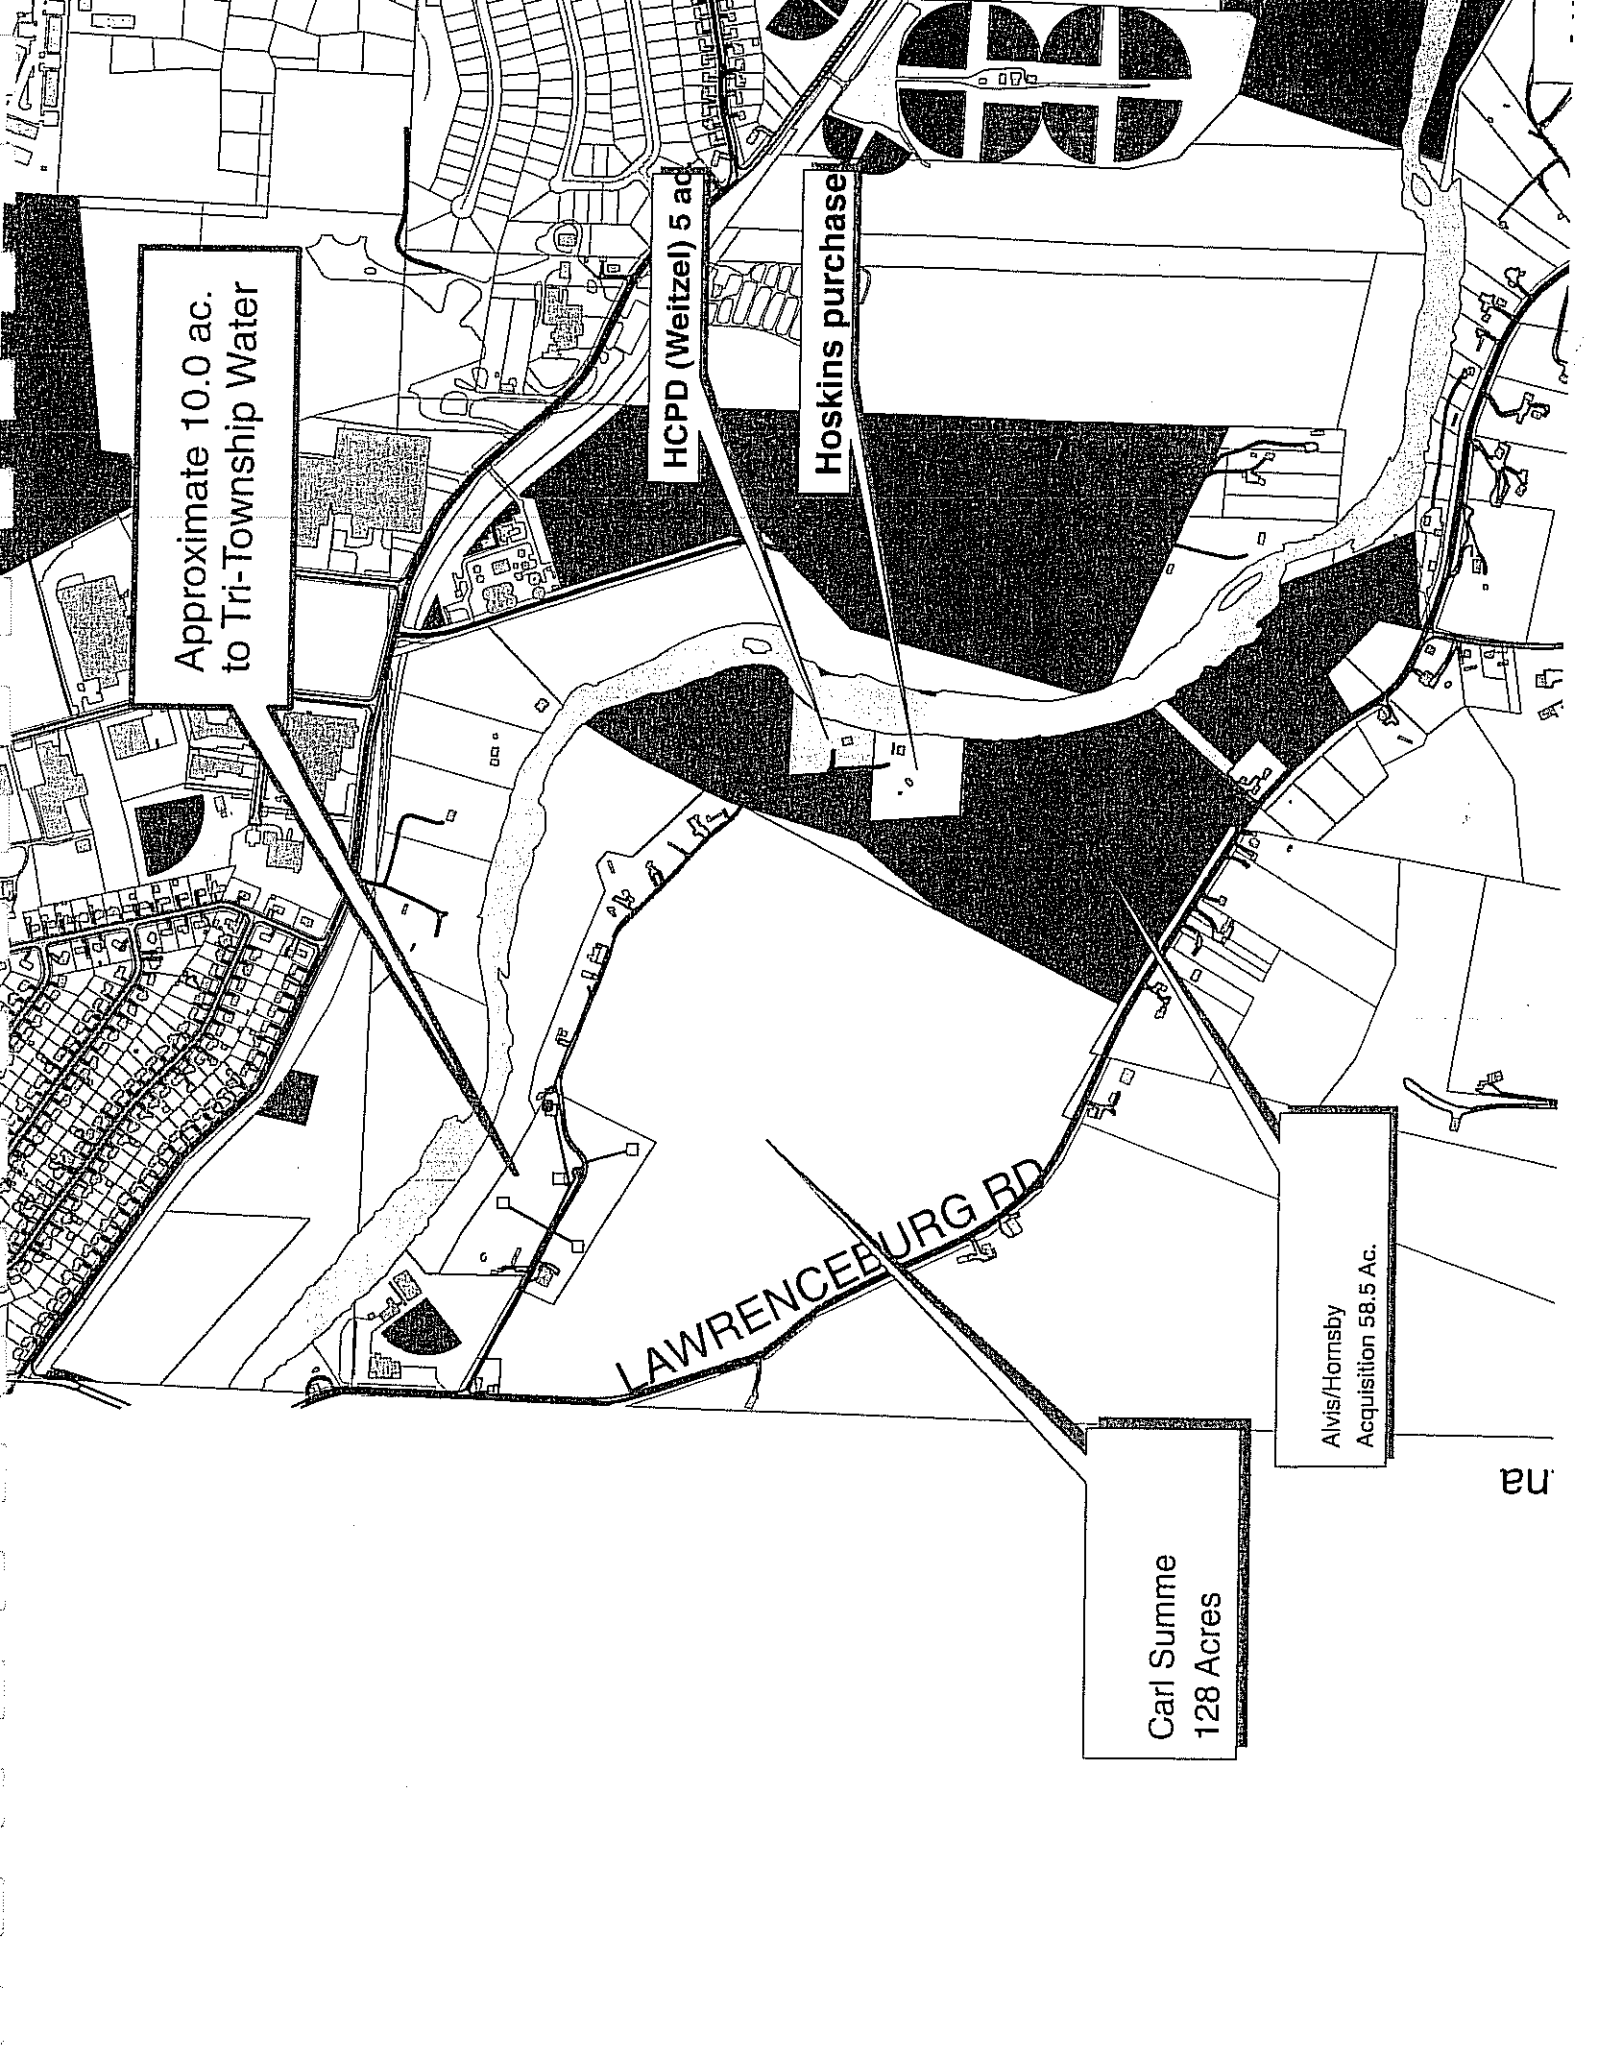 Approximate 10.0 ac.
to Tri-Township Water
HCPD (Weitzel) 5 ac
Hoskins purchase
LAWRENCEBURG RD
Alvis/Hornsby
Acquisition 58.5 Ac.
Carl Summe
128 Acres
na